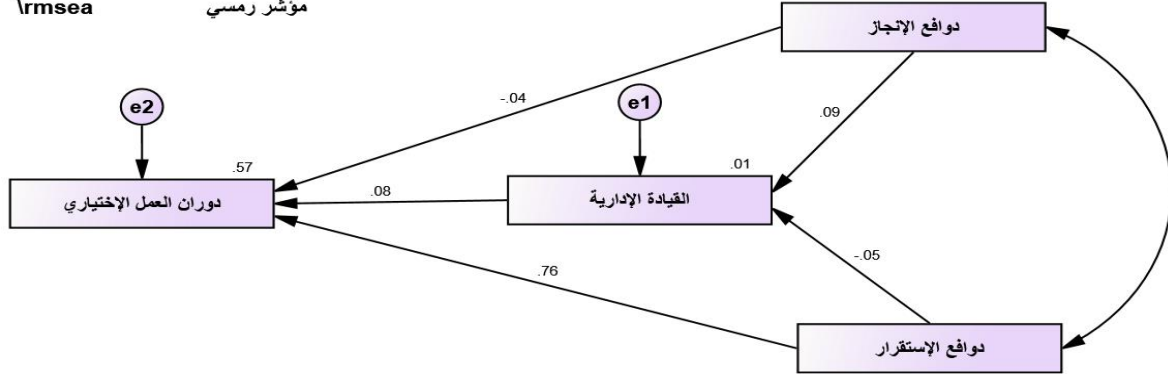 \rmsea مؤشر رمسي
دوافع الإنجاز
-.04
e2
e1
.09
.57
.01
دوران العمل الإختياري
.08
القيادة الإدارية
-.05
.76
دوافع الإستقرار